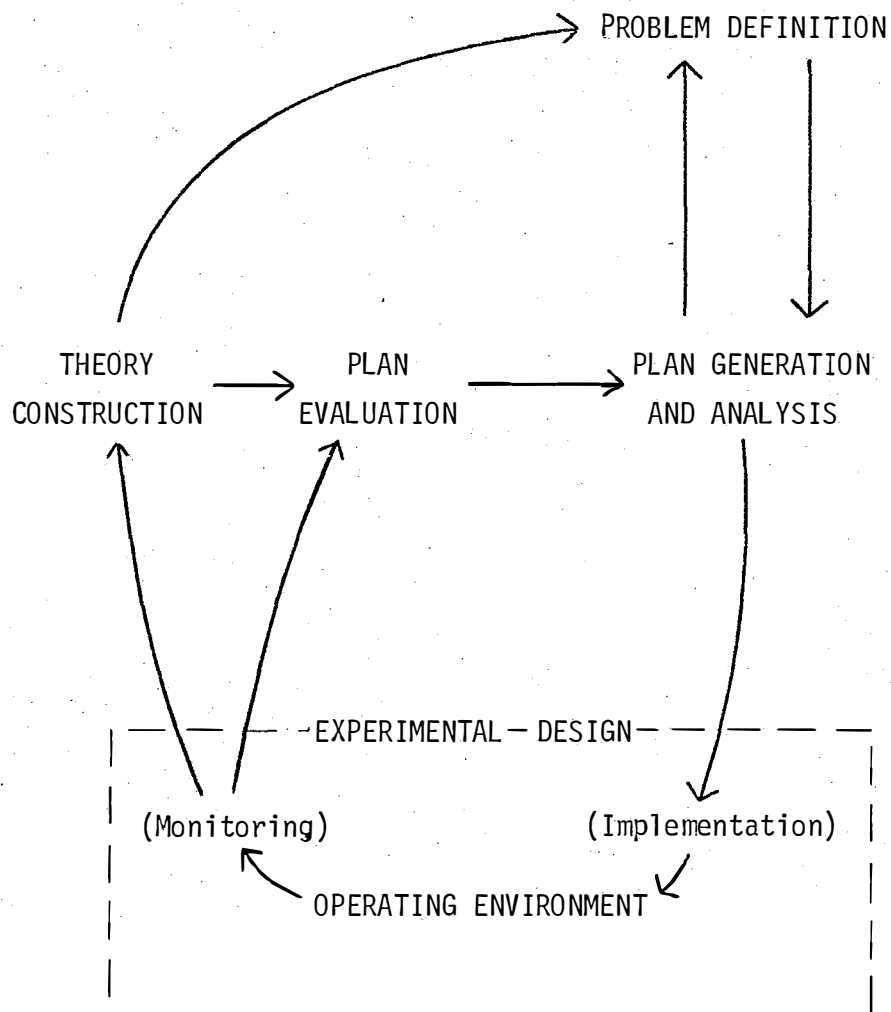 PROBLEM DEFINITION
THEORY
CONSTRUCTION
PLAN
EVALUATION
PLAN GENERATION
AND ANALYSIS
EXPERIMENTAL DESIGN
(Monitoring)
(Implementation)
OPERATING ENVIRONMENT